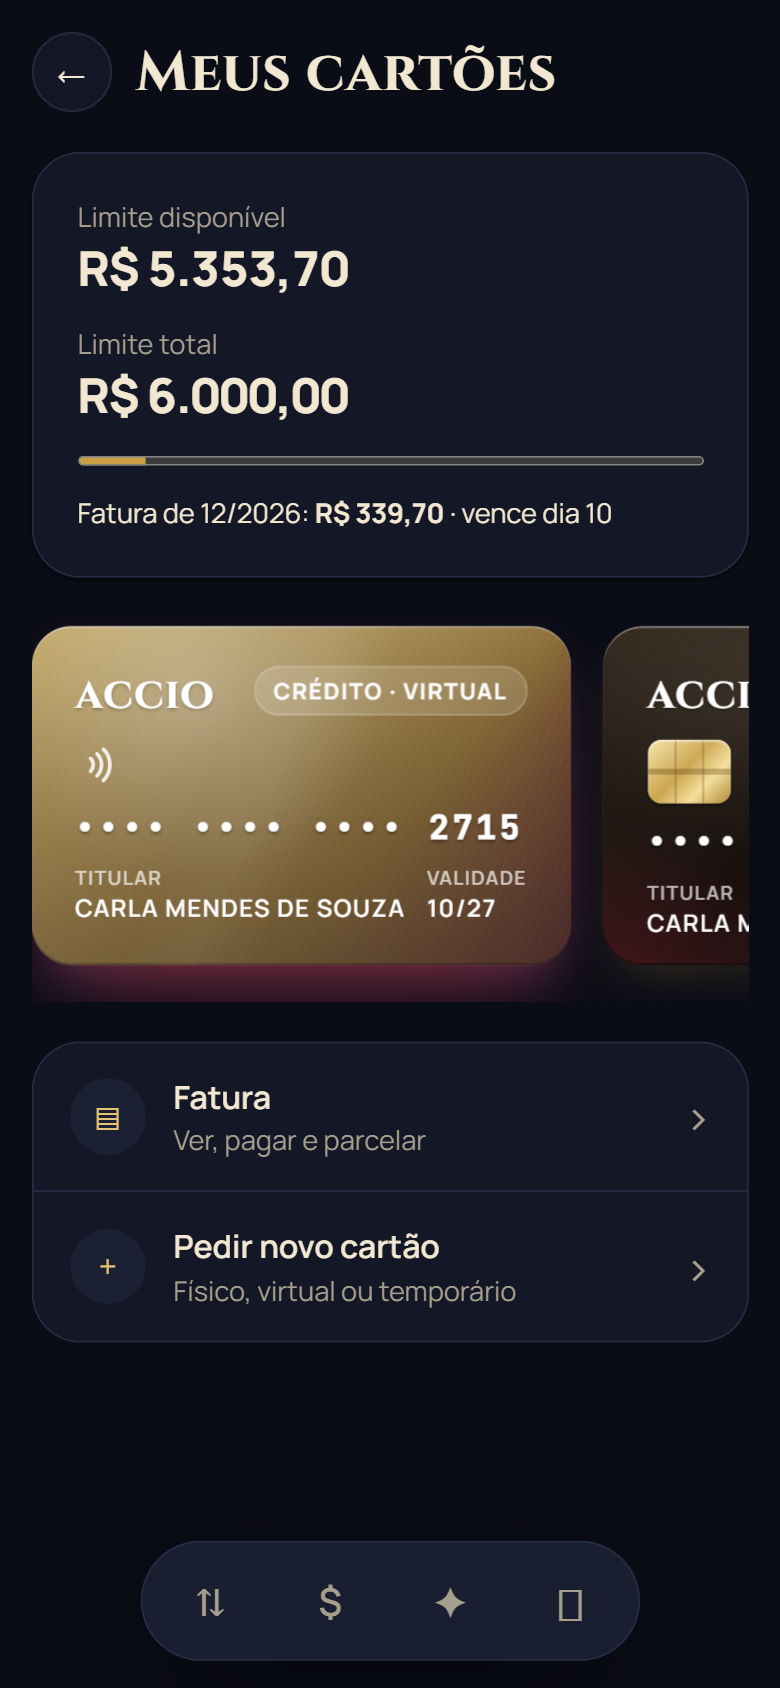 ← Meus cartões
Limite disponível
R$ 5.353,70
Limite total
R$ 6.000,00
Fatura de 12/2026: R$ 339,70 · vence dia 10
ACCIO
CRÉDITO · VIRTUAL
•••• •••• •••• 2715
TITULAR
CARLA MENDES DE SOUZA
VALIDADE
10/27
ACCI
••••
TITULAR
CARLA
Fatura
Ver, pagar e parcelar
Pedir novo cartão
Físico, virtual ou temporário
$